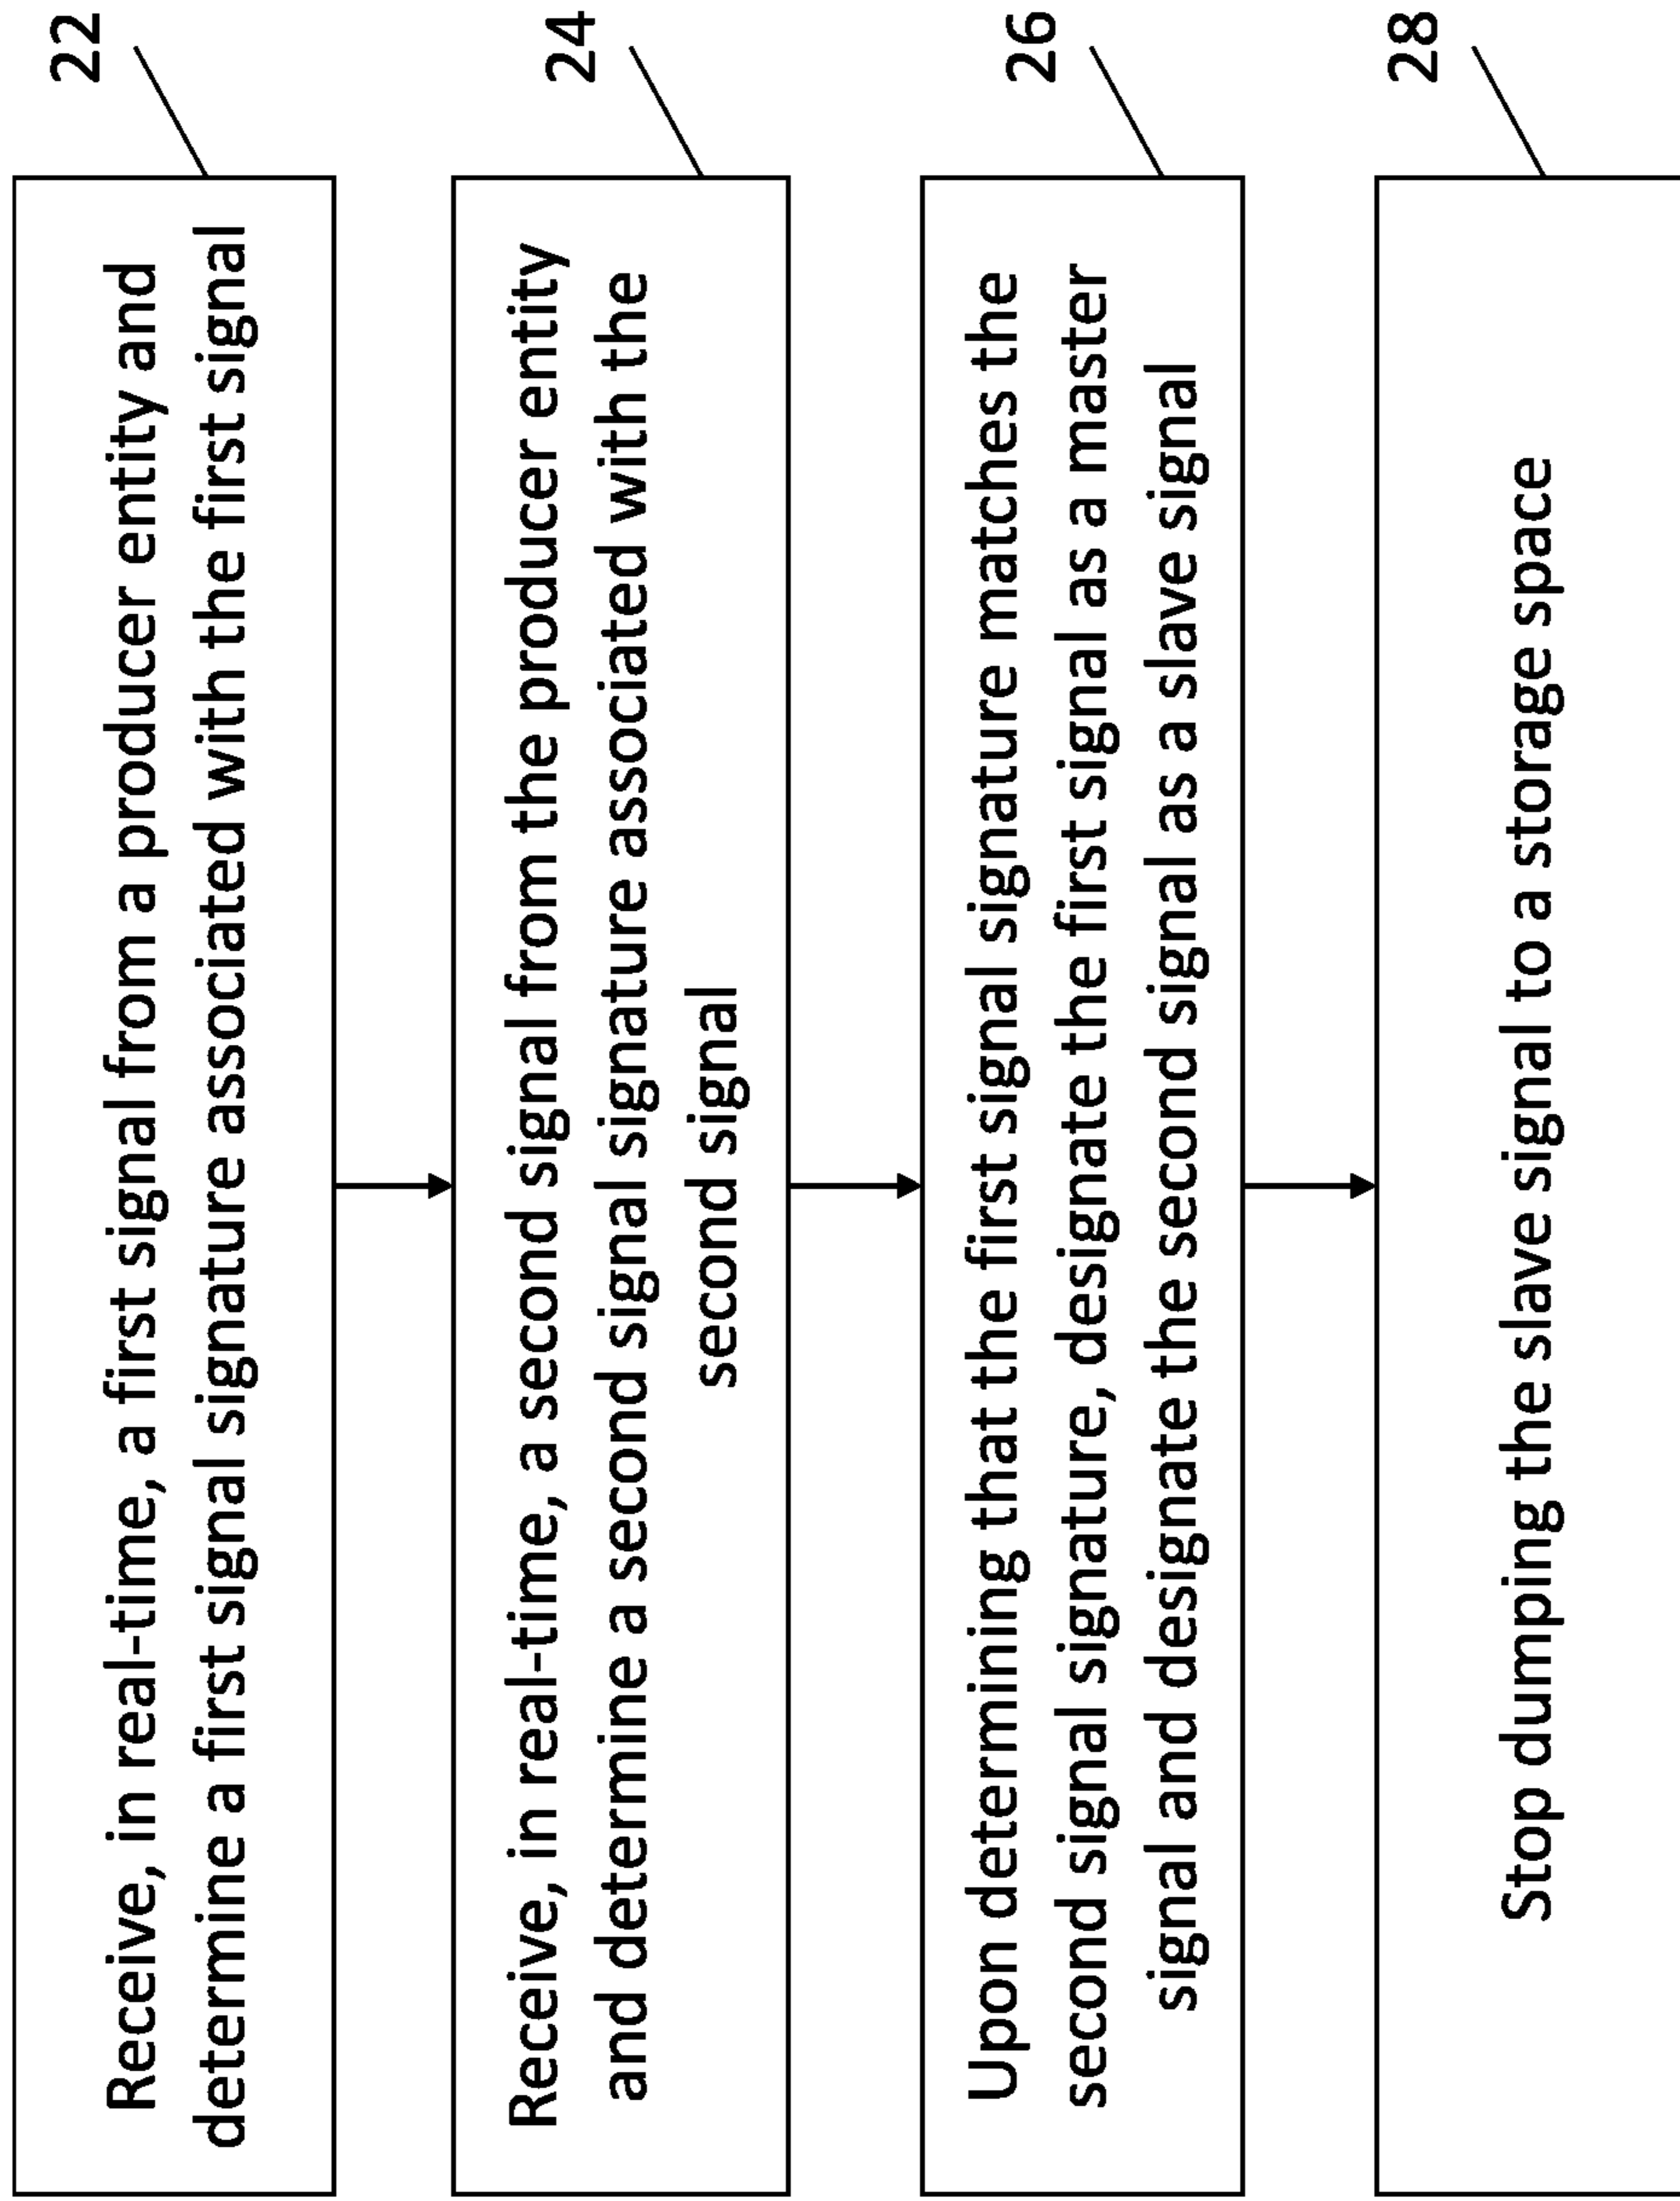 22
Receive, in real-time, a first signal from a producer entity and
determine a first signal signature associated with the first signal
24
Receive, in real-time, a second signal from the producer entity
and determine a second signal signature associated with the
second signal
26
Upon determining that the first signal signature matches the
second signal signature, designate the first signal as a master
signal and designate the second signal as a slave signal
28
Stop dumping the slave signal to a storage space